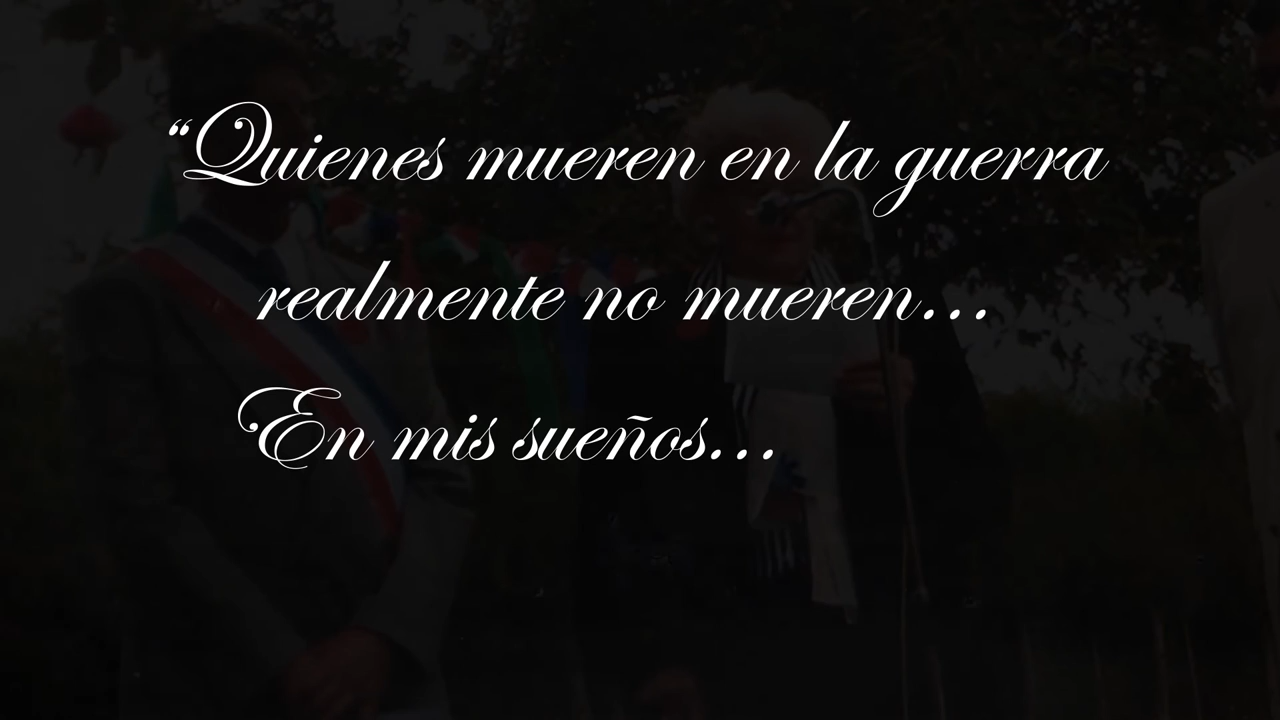 “Quienes mueren en la guerra
realmente no mueren...
En mis sueños...